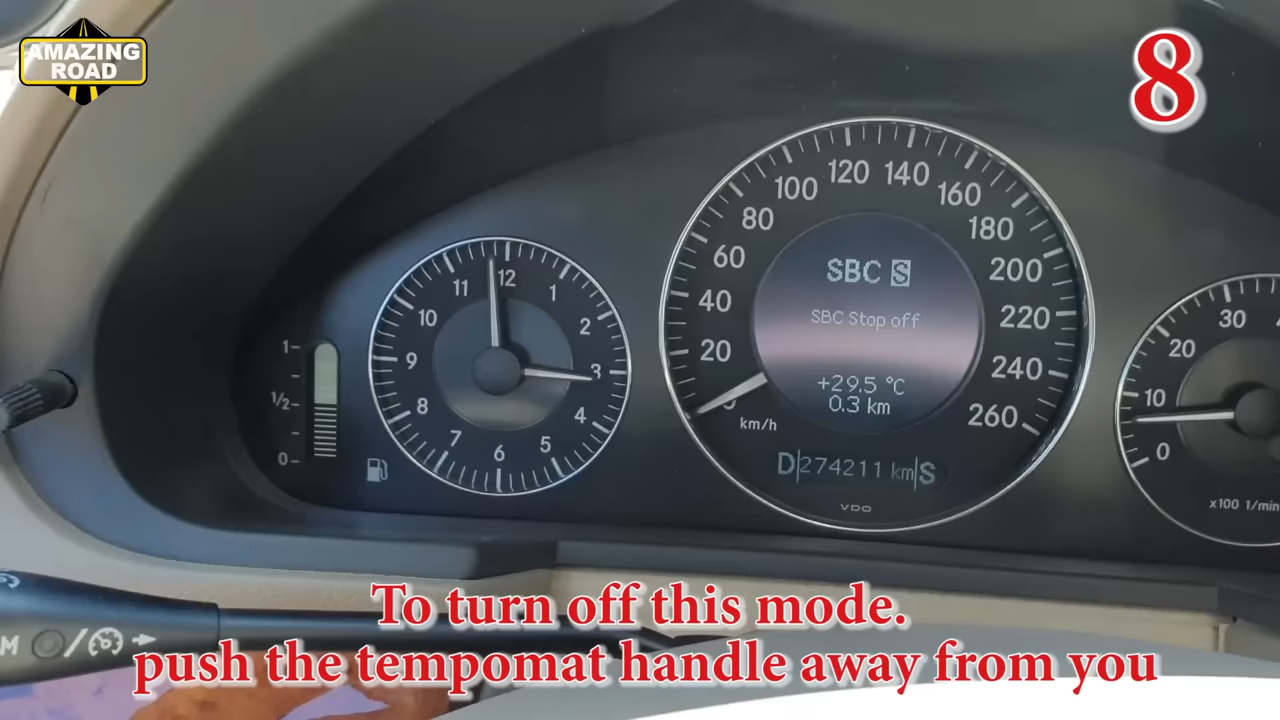 AMAZING
ROAD
8
1
1/2
0
12
1
2
3
4
5
6
7
8
9
10
11
20
40
60
80
100
120
140
160
180
200
220
240
260
km/h
SBC S
SBC Stop off
+29.5 °C
0.3 km
D 274211 km S
VDO
0
10
20
30
x100 1/min
M
To turn off this mode.
push the tempomat handle away from you